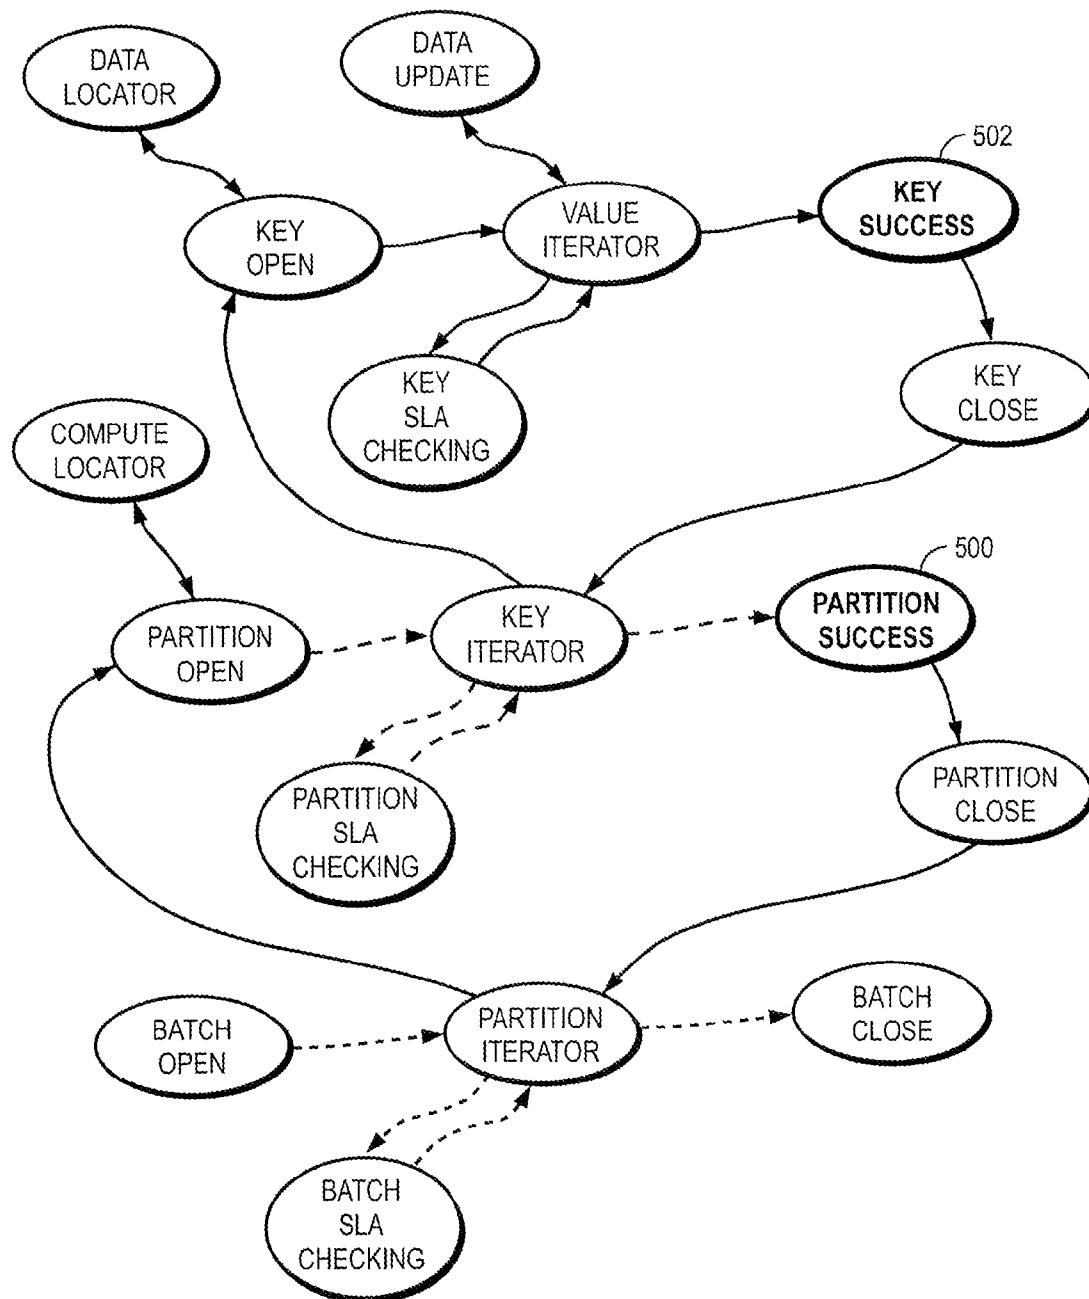 DATA
LOCATOR
DATA
UPDATE
502
KEY
SUCCESS
KEY
OPEN
VALUE
ITERATOR
KEY
SLA
CHECKING
KEY
CLOSE
COMPUTE
LOCATOR
500
PARTITION
OPEN
KEY
ITERATOR
PARTITION
SUCCESS
PARTITION
SLA
CHECKING
PARTITION
CLOSE
BATCH
OPEN
PARTITION
ITERATOR
BATCH
CLOSE
BATCH
SLA
CHECKING